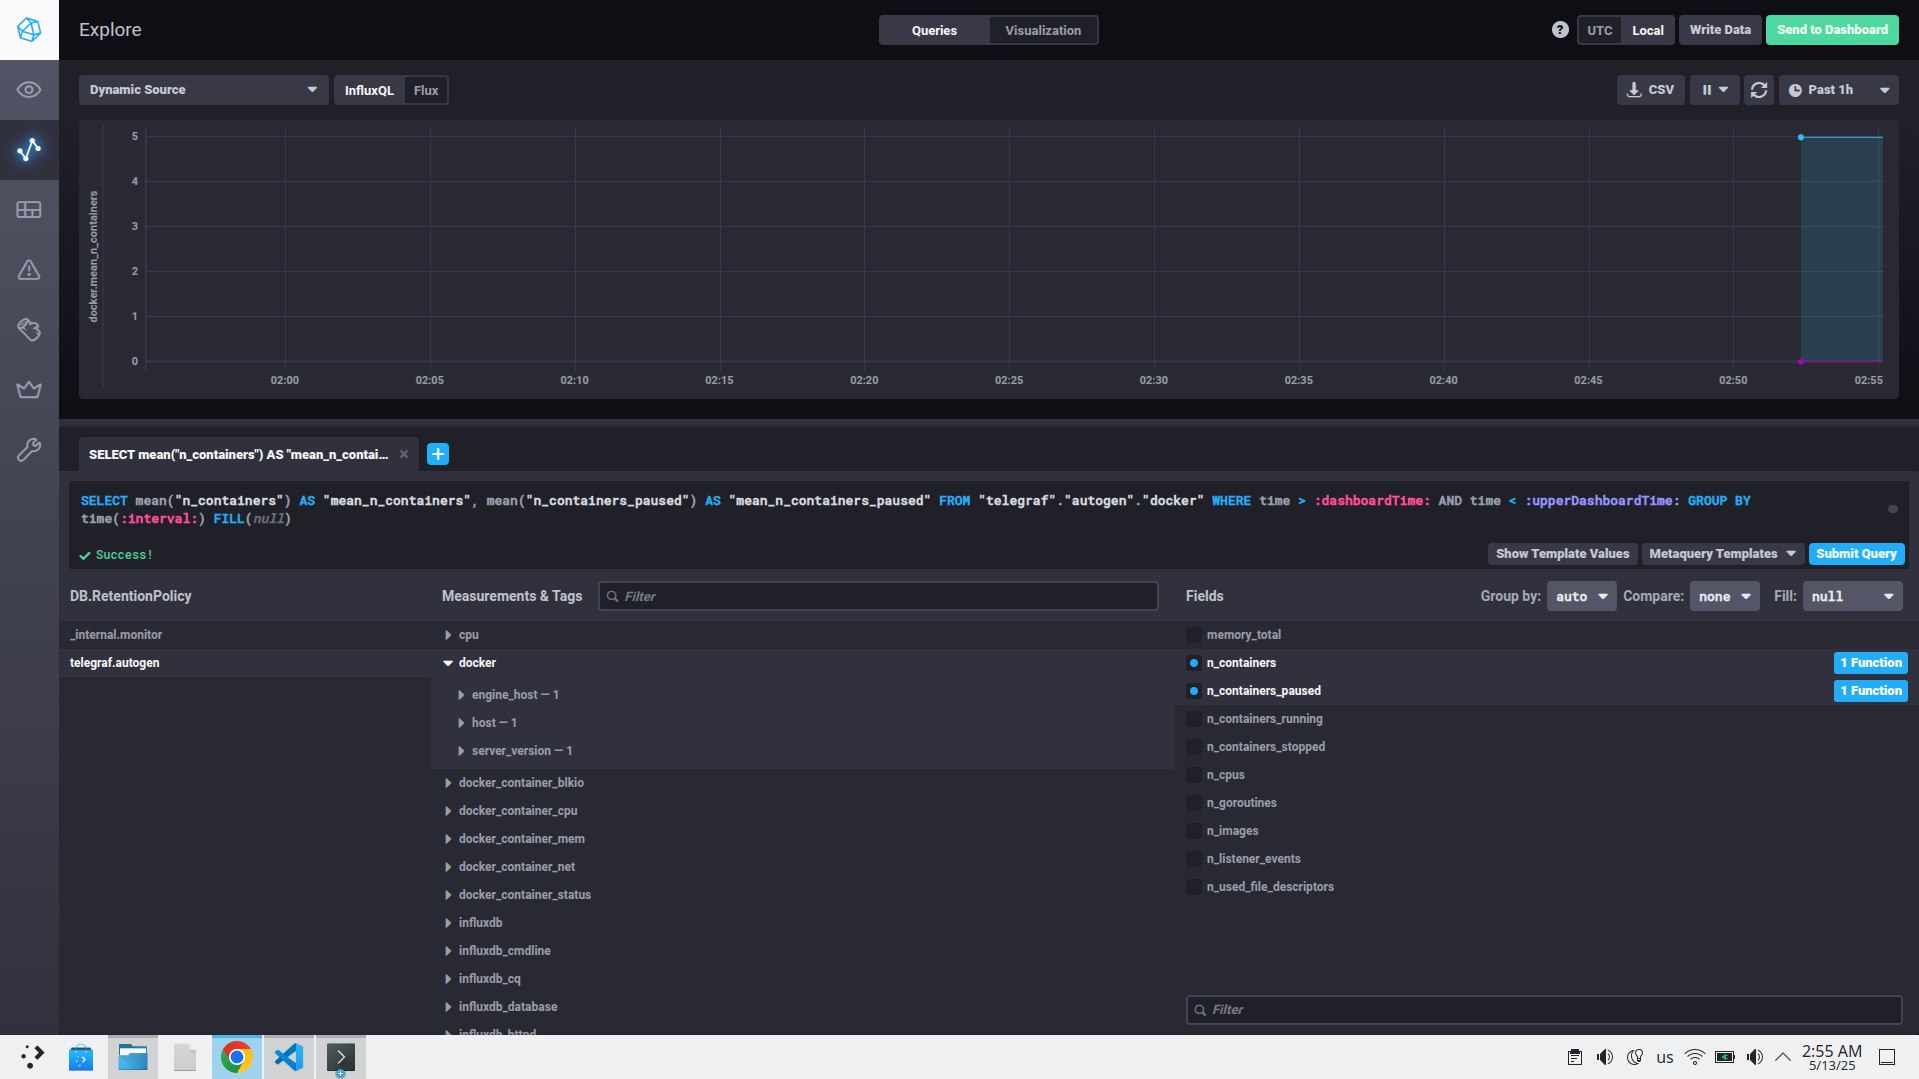 Explore
Queries
Visualization
?
UTC
Local
Write Data
Send to Dashboard
Dynamic Source
InfluxQL
Flux
CSV
Past 1h
docker.mean_n_containers
5
4
3
2
1
0
02:00
02:05
02:10
02:15
02:20
02:25
02:30
02:35
02:40
02:45
02:50
02:55
SELECT mean("n_containers") AS "mean_n_contai...
SELECT mean("n_containers") AS "mean_n_containers", mean("n_containers_paused") AS "mean_n_containers_paused" FROM "telegraf"."autogen"."docker" WHERE time > :dashboardTime: AND time < :upperDashboardTime: GROUP BY
time(:interval:) FILL(null)
Success!
Show Template Values
Metaquery Templates
Submit Query
DB.RetentionPolicy
Measurements & Tags
Filter
Fields
Group by:
auto
Compare:
none
Fill:
null
_internal.monitor
telegraf.autogen
cpu
docker
engine_host — 1
host — 1
server_version — 1
docker_container_blkio
docker_container_cpu
docker_container_mem
docker_container_net
docker_container_status
influxdb
influxdb_cmdline
influxdb_cq
influxdb_database
influxdb_httpd
memory_total
n_containers
1 Function
n_containers_paused
1 Function
n_containers_running
n_containers_stopped
n_cpus
n_goroutines
n_images
n_listener_events
n_used_file_descriptors
Filter
us
2:55 AM
5/13/25